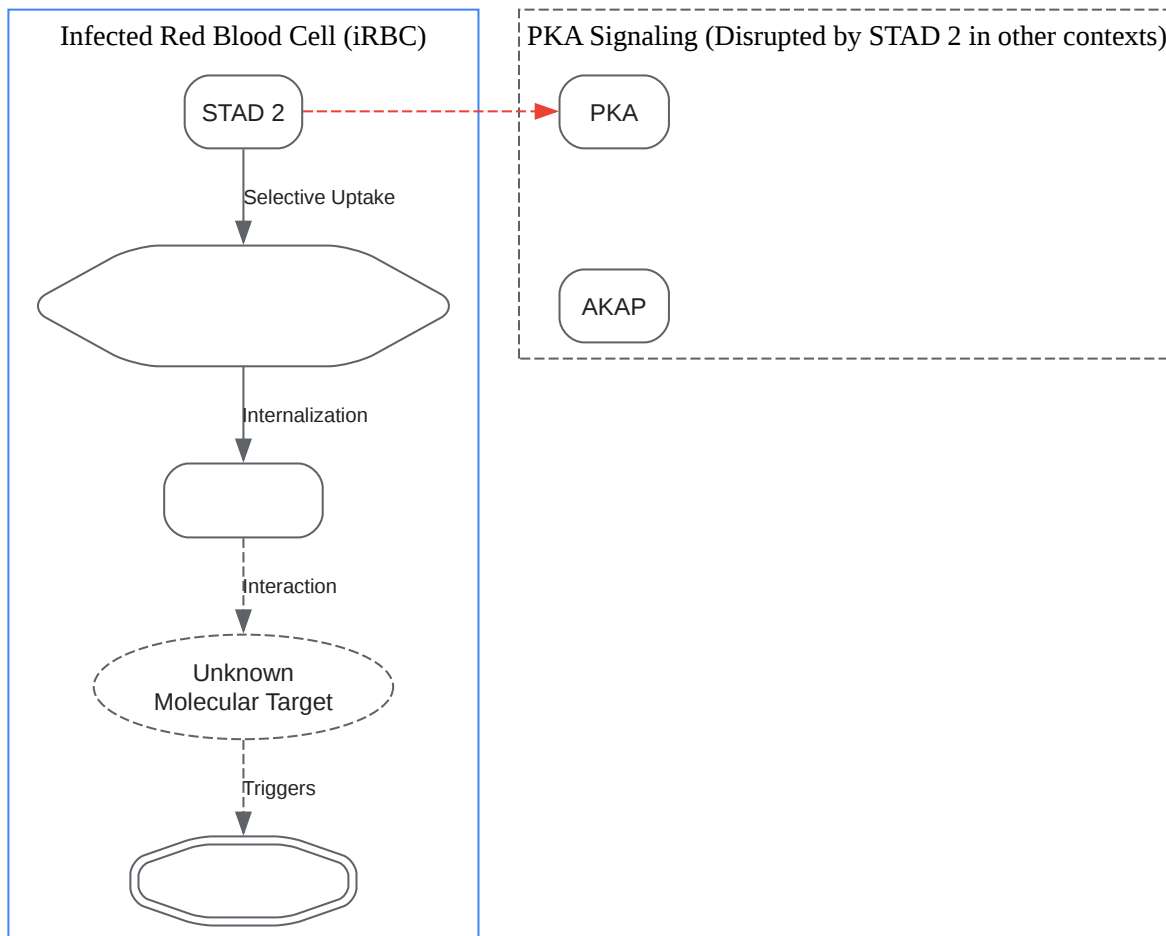 Infected Red Blood Cell (iRBC)
PKA Signaling (Disrupted by STAD 2 in other contexts)
STAD 2
PKA
Selective Uptake
AKAP
Internalization
Interaction
Unknown
Molecular Target
Triggers